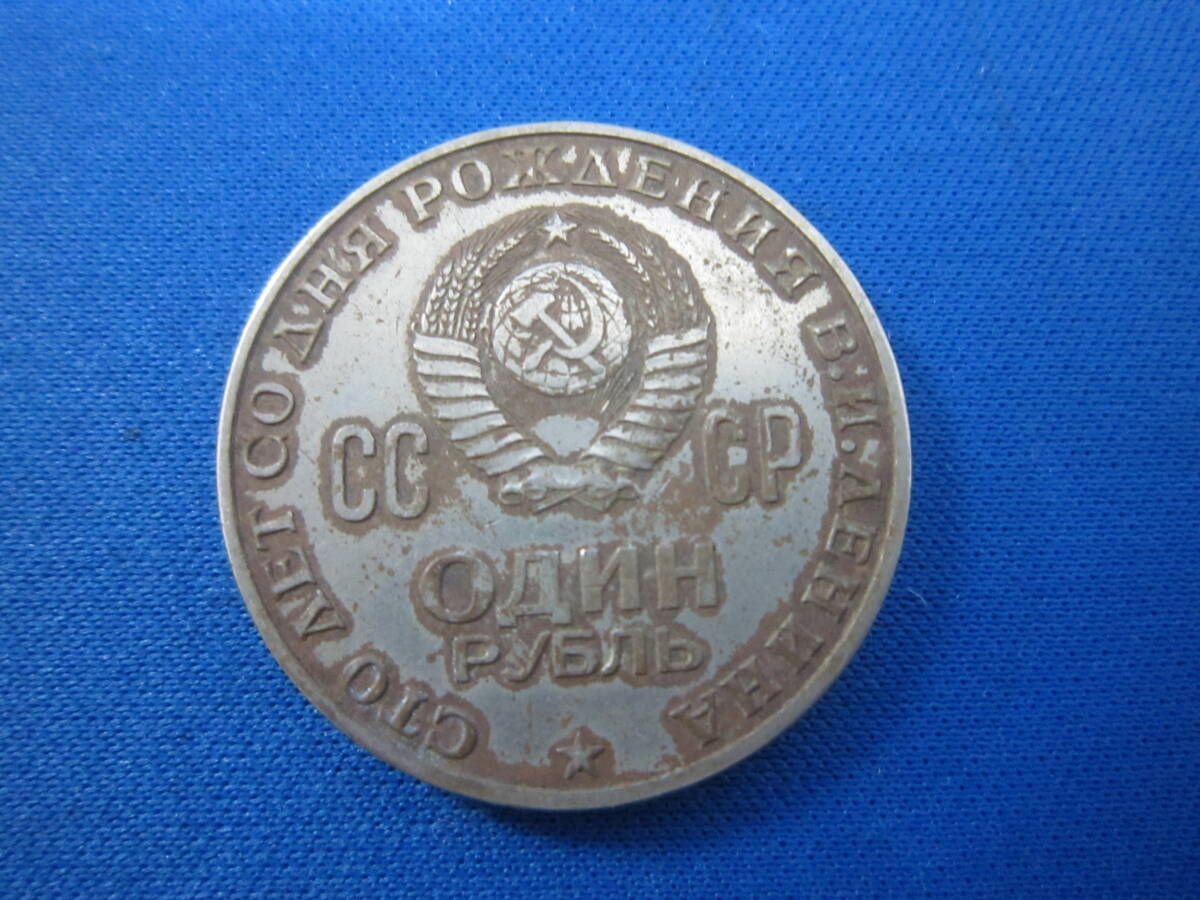 СТО ЛЕТ СО ДНЯ РОЖДЕНИЯ В.И.ЛЕНИНА
СС СР
ОДИН
РУБЛЬ